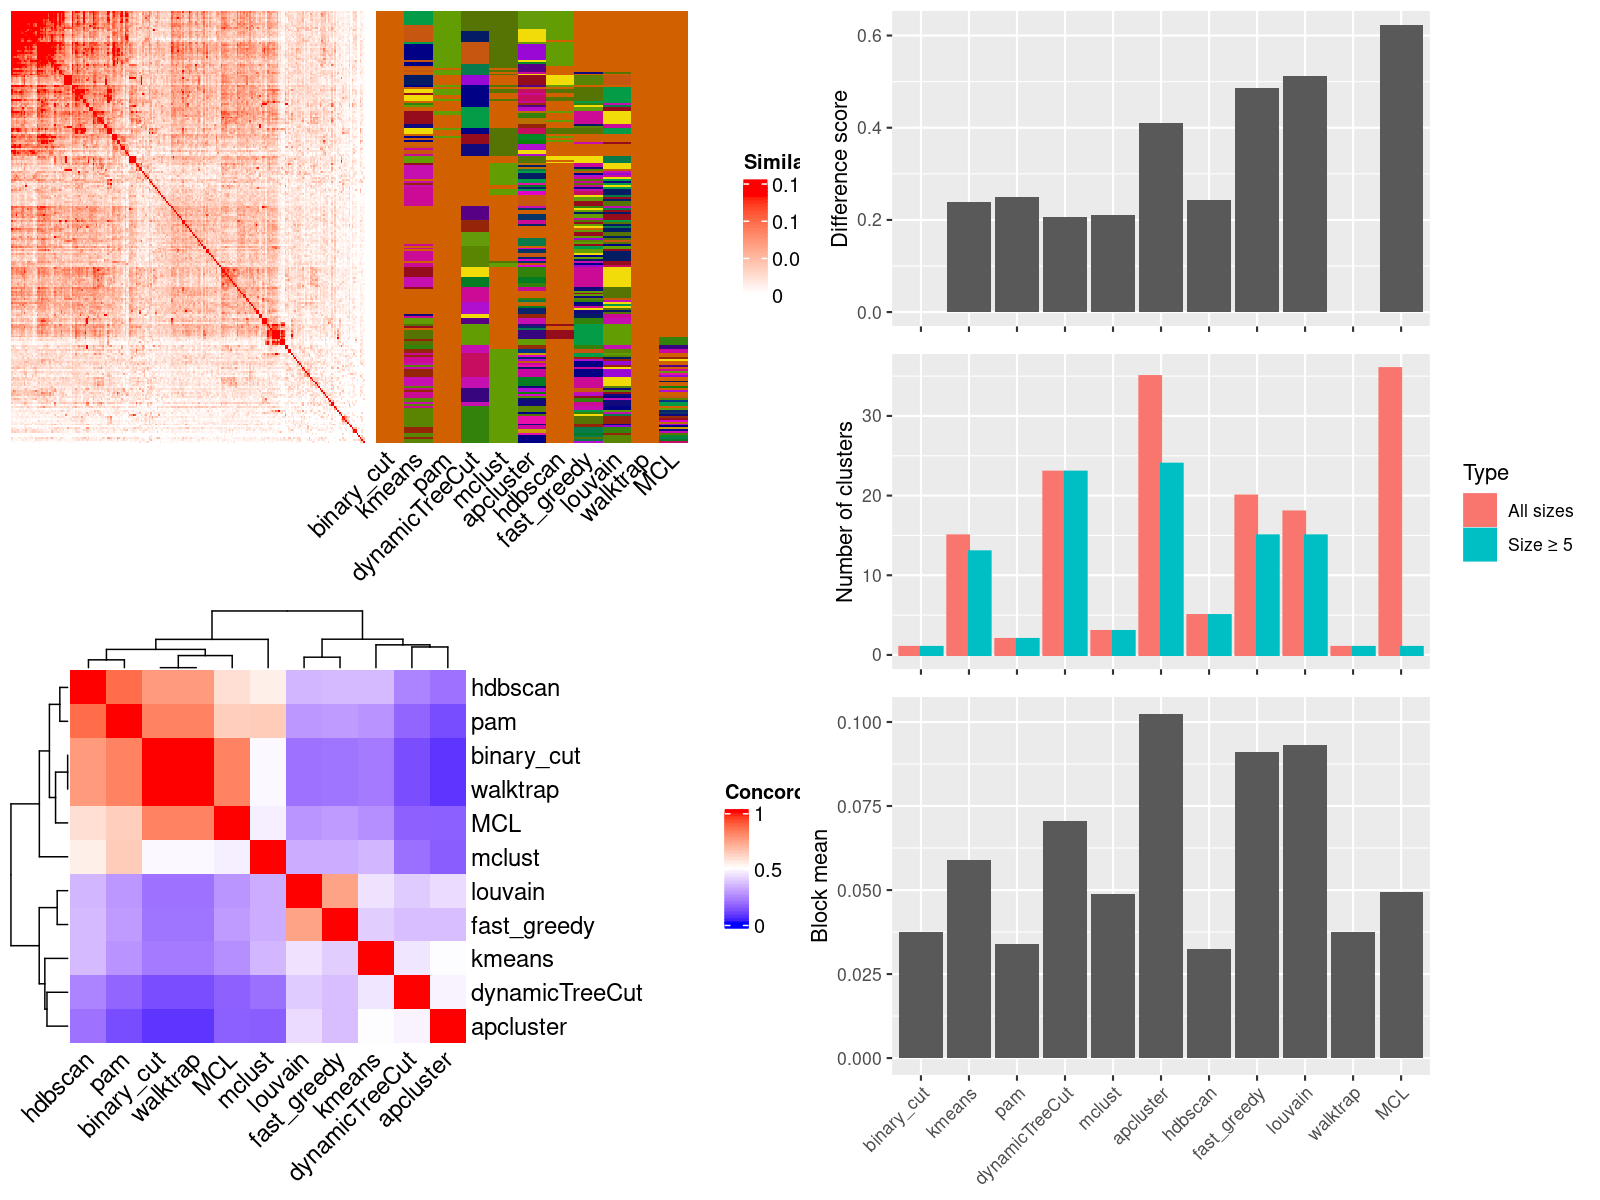 Simila
0.1
0.1
0.0
0
binary_cut
kmeans
pam
dynamicTreeCut
mclust
apcluster
hdbscan
fast_greedy
louvain
walktrap
MCL
hdbscan
pam
binary_cut
walktrap
MCL
mclust
louvain
fast_greedy
kmeans
dynamicTreeCut
apcluster
hdbscan
pam
binary_cut
walktrap
MCL
mclust
louvain
fast_greedy
kmeans
dynamicTreeCut
apcluster
Concord
1
0.5
0
Difference score
0.6
0.4
0.2
0.0
Number of clusters
30
20
10
0
Type
All sizes
Size ≥ 5
Block mean
0.100
0.075
0.050
0.025
0.000
binary_cut
kmeans
pam
dynamicTreeCut
mclust
apcluster
hdbscan
fast_greedy
louvain
walktrap
MCL